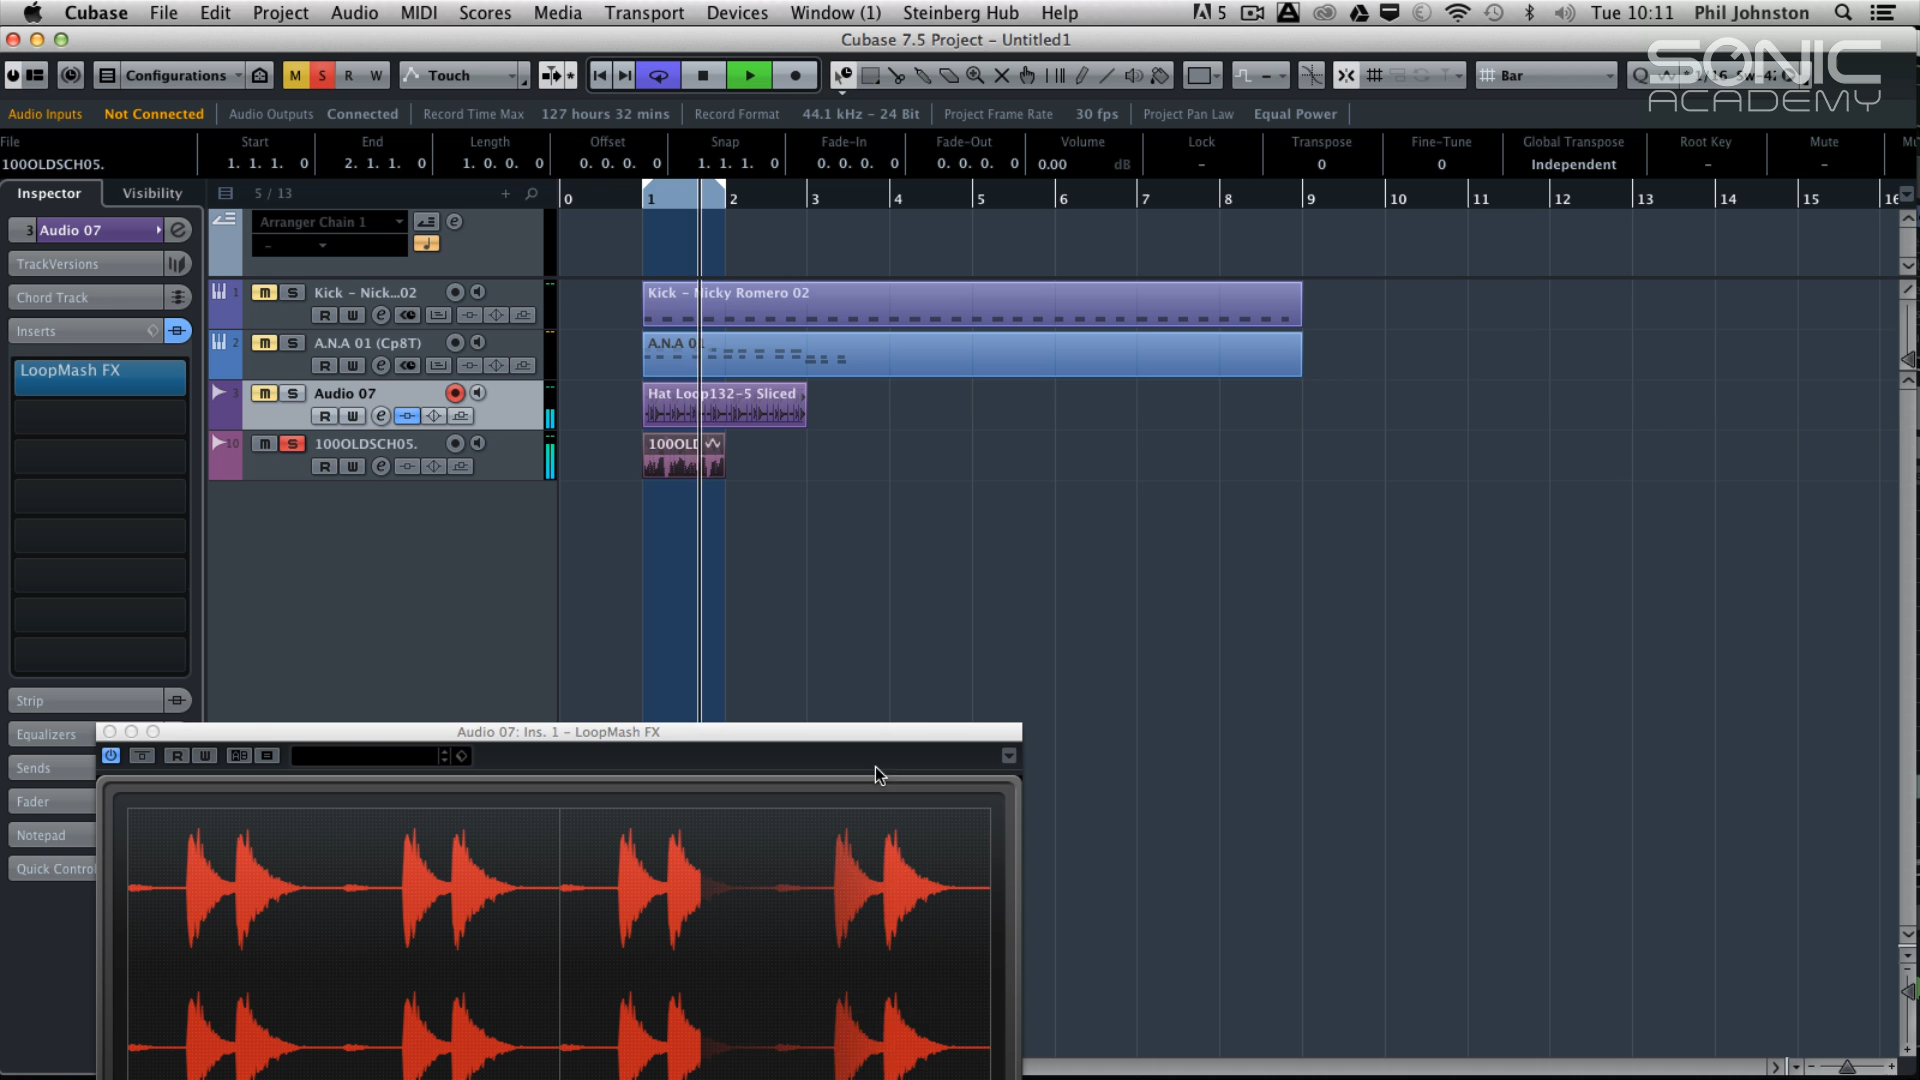 Cubase File Edit Project Audio MIDI Scores Media Transport Devices Window (1) Steinberg Hub Help 5 Tue 10:11 Phil Johnston
Cubase 7.5 Project - Untitled1
SONIC ACADEMY
Configurations M S R W Touch Bar
Audio Inputs Not Connected Audio Outputs Connected Record Time Max 127 hours 32 mins Record Format 44.1 kHz - 24 Bit Project Frame Rate 30 fps Project Pan Law Equal Power
File Start End Length Offset Snap Fade-In Fade-Out Volume Lock Transpose Fine-Tune Global Transpose Root Key Mute
100OLDSCH05. 1. 1. 1. 0 2. 1. 1. 0 1. 0. 0. 0 0. 0. 0. 0 1. 1. 1. 0 0. 0. 0. 0 0. 0. 0. 0 0.00 dB - 0 0 Independent - -
Inspector Visibility 5 / 13 + 0 1 2 3 4 5 6 7 8 9 10 11 12 13 14 15 16
3 Audio 07
TrackVersions
Chord Track
Inserts
LoopMash FX
Strip
Equalizers
Sends
Fader
Notepad
Quick Contro
Arranger Chain 1
1 M S Kick - Nick...02
R W
2 M S A.N.A 01 (Cp8T)
R W
3 M S Audio 07
R W
10 M S 100OLDSCH05.
R W
Kick - Nicky Romero 02
A.N.A 01
Hat Loop132-5 Sliced
100OLD
Audio 07: Ins. 1 - LoopMash FX
R W